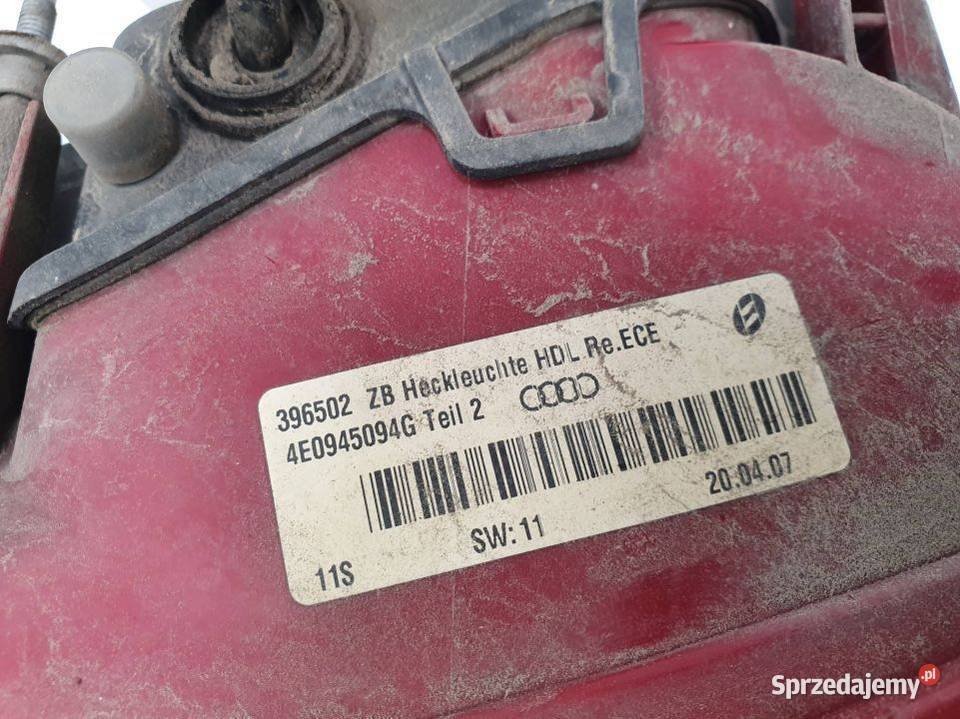 396502 ZB Heckleuchte HDL Re.ECE
4E0945094G Teil 2
20.04.07
SW:11
11S
Sprzedajemy.pl